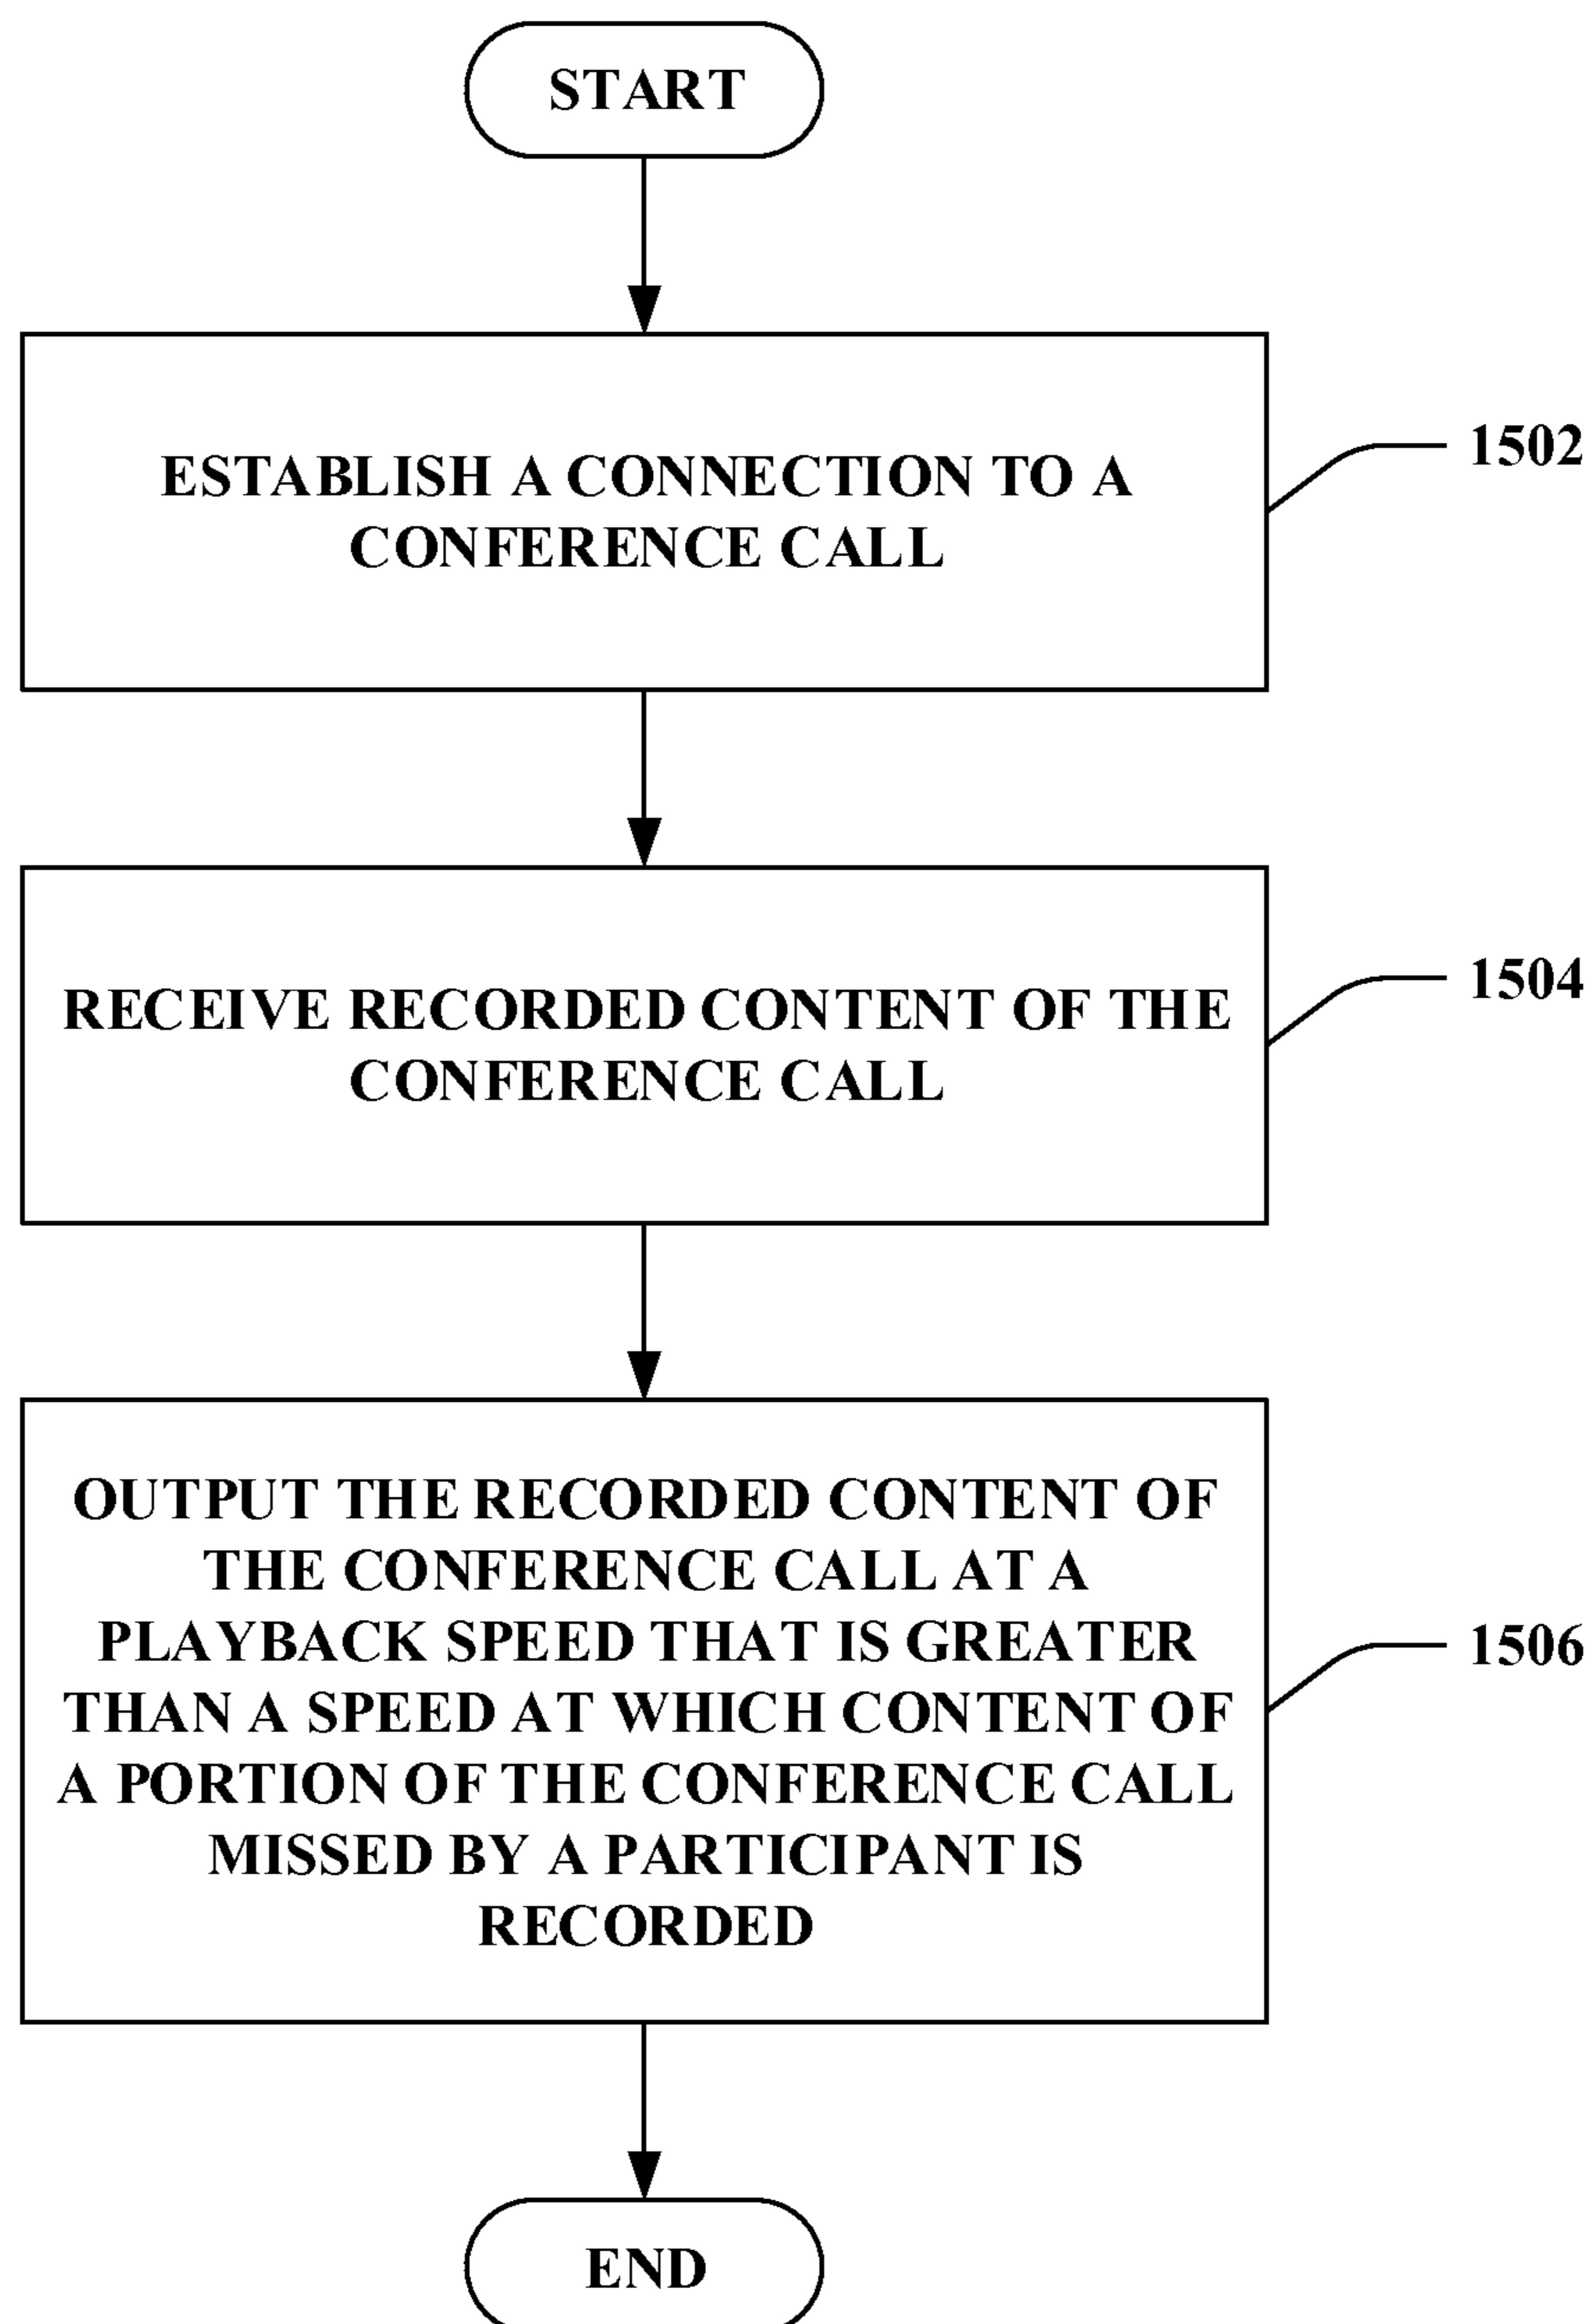 START
ESTABLISH A CONNECTION TO A
CONFERENCE CALL
1502
RECEIVE RECORDED CONTENT OF THE
CONFERENCE CALL
1504
OUTPUT THE RECORDED CONTENT OF
THE CONFERENCE CALL AT A
PLAYBACK SPEED THAT IS GREATER
THAN A SPEED AT WHICH CONTENT OF
A PORTION OF THE CONFERENCE CALL
MISSED BY A PARTICIPANT IS
RECORDED
1506
END